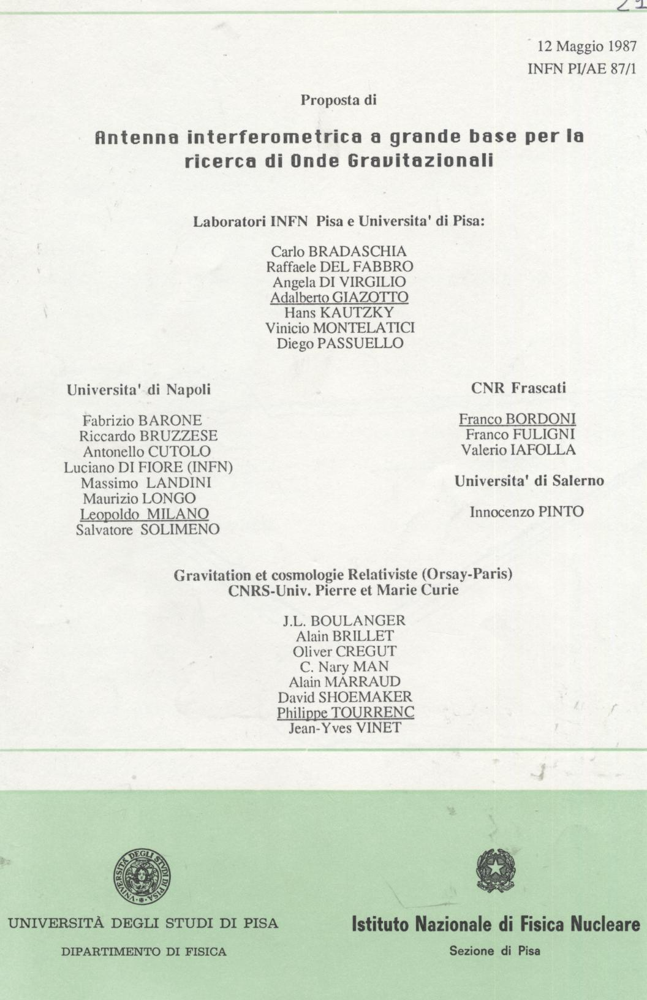 21
12 Maggio 1987
INFN PI/AE 87/1
Proposta di
Antenna interferometrica a grande base per la
ricerca di Onde Gravitazionali
Laboratori INFN Pisa e Universita' di Pisa:
Carlo BRADASCHIA
Raffaele DEL FABBRO
Angela DI VIRGILIO
Adalberto GIAZOTTO
Hans KAUTZKY
Vinicio MONTELATICI
Diego PASSUELLO
Universita' di Napoli
Fabrizio BARONE
Riccardo BRUZZESE
Antonello CUTOLO
Luciano DI FIORE (INFN)
Massimo LANDINI
Maurizio LONGO
Leopoldo MILANO
Salvatore SOLIMENO
CNR Frascati
Franco BORDONI
Franco FULIGNI
Valerio IAFOLLA
Universita' di Salerno
Innocenzo PINTO
Gravitation et cosmologie Relativiste (Orsay-Paris)
CNRS-Univ. Pierre et Marie Curie
J.L. BOULANGER
Alain BRILLET
Oliver CREGUT
C. Nary MAN
Alain MARRAUD
David SHOEMAKER
Philippe TOURRENC
Jean-Yves VINET
UNIVERSITÀ DEGLI STUDI DI PISA
UNIVERSITÀ DEGLI STUDI DI PISA
DIPARTIMENTO DI FISICA
Istituto Nazionale di Fisica Nucleare
Sezione di Pisa